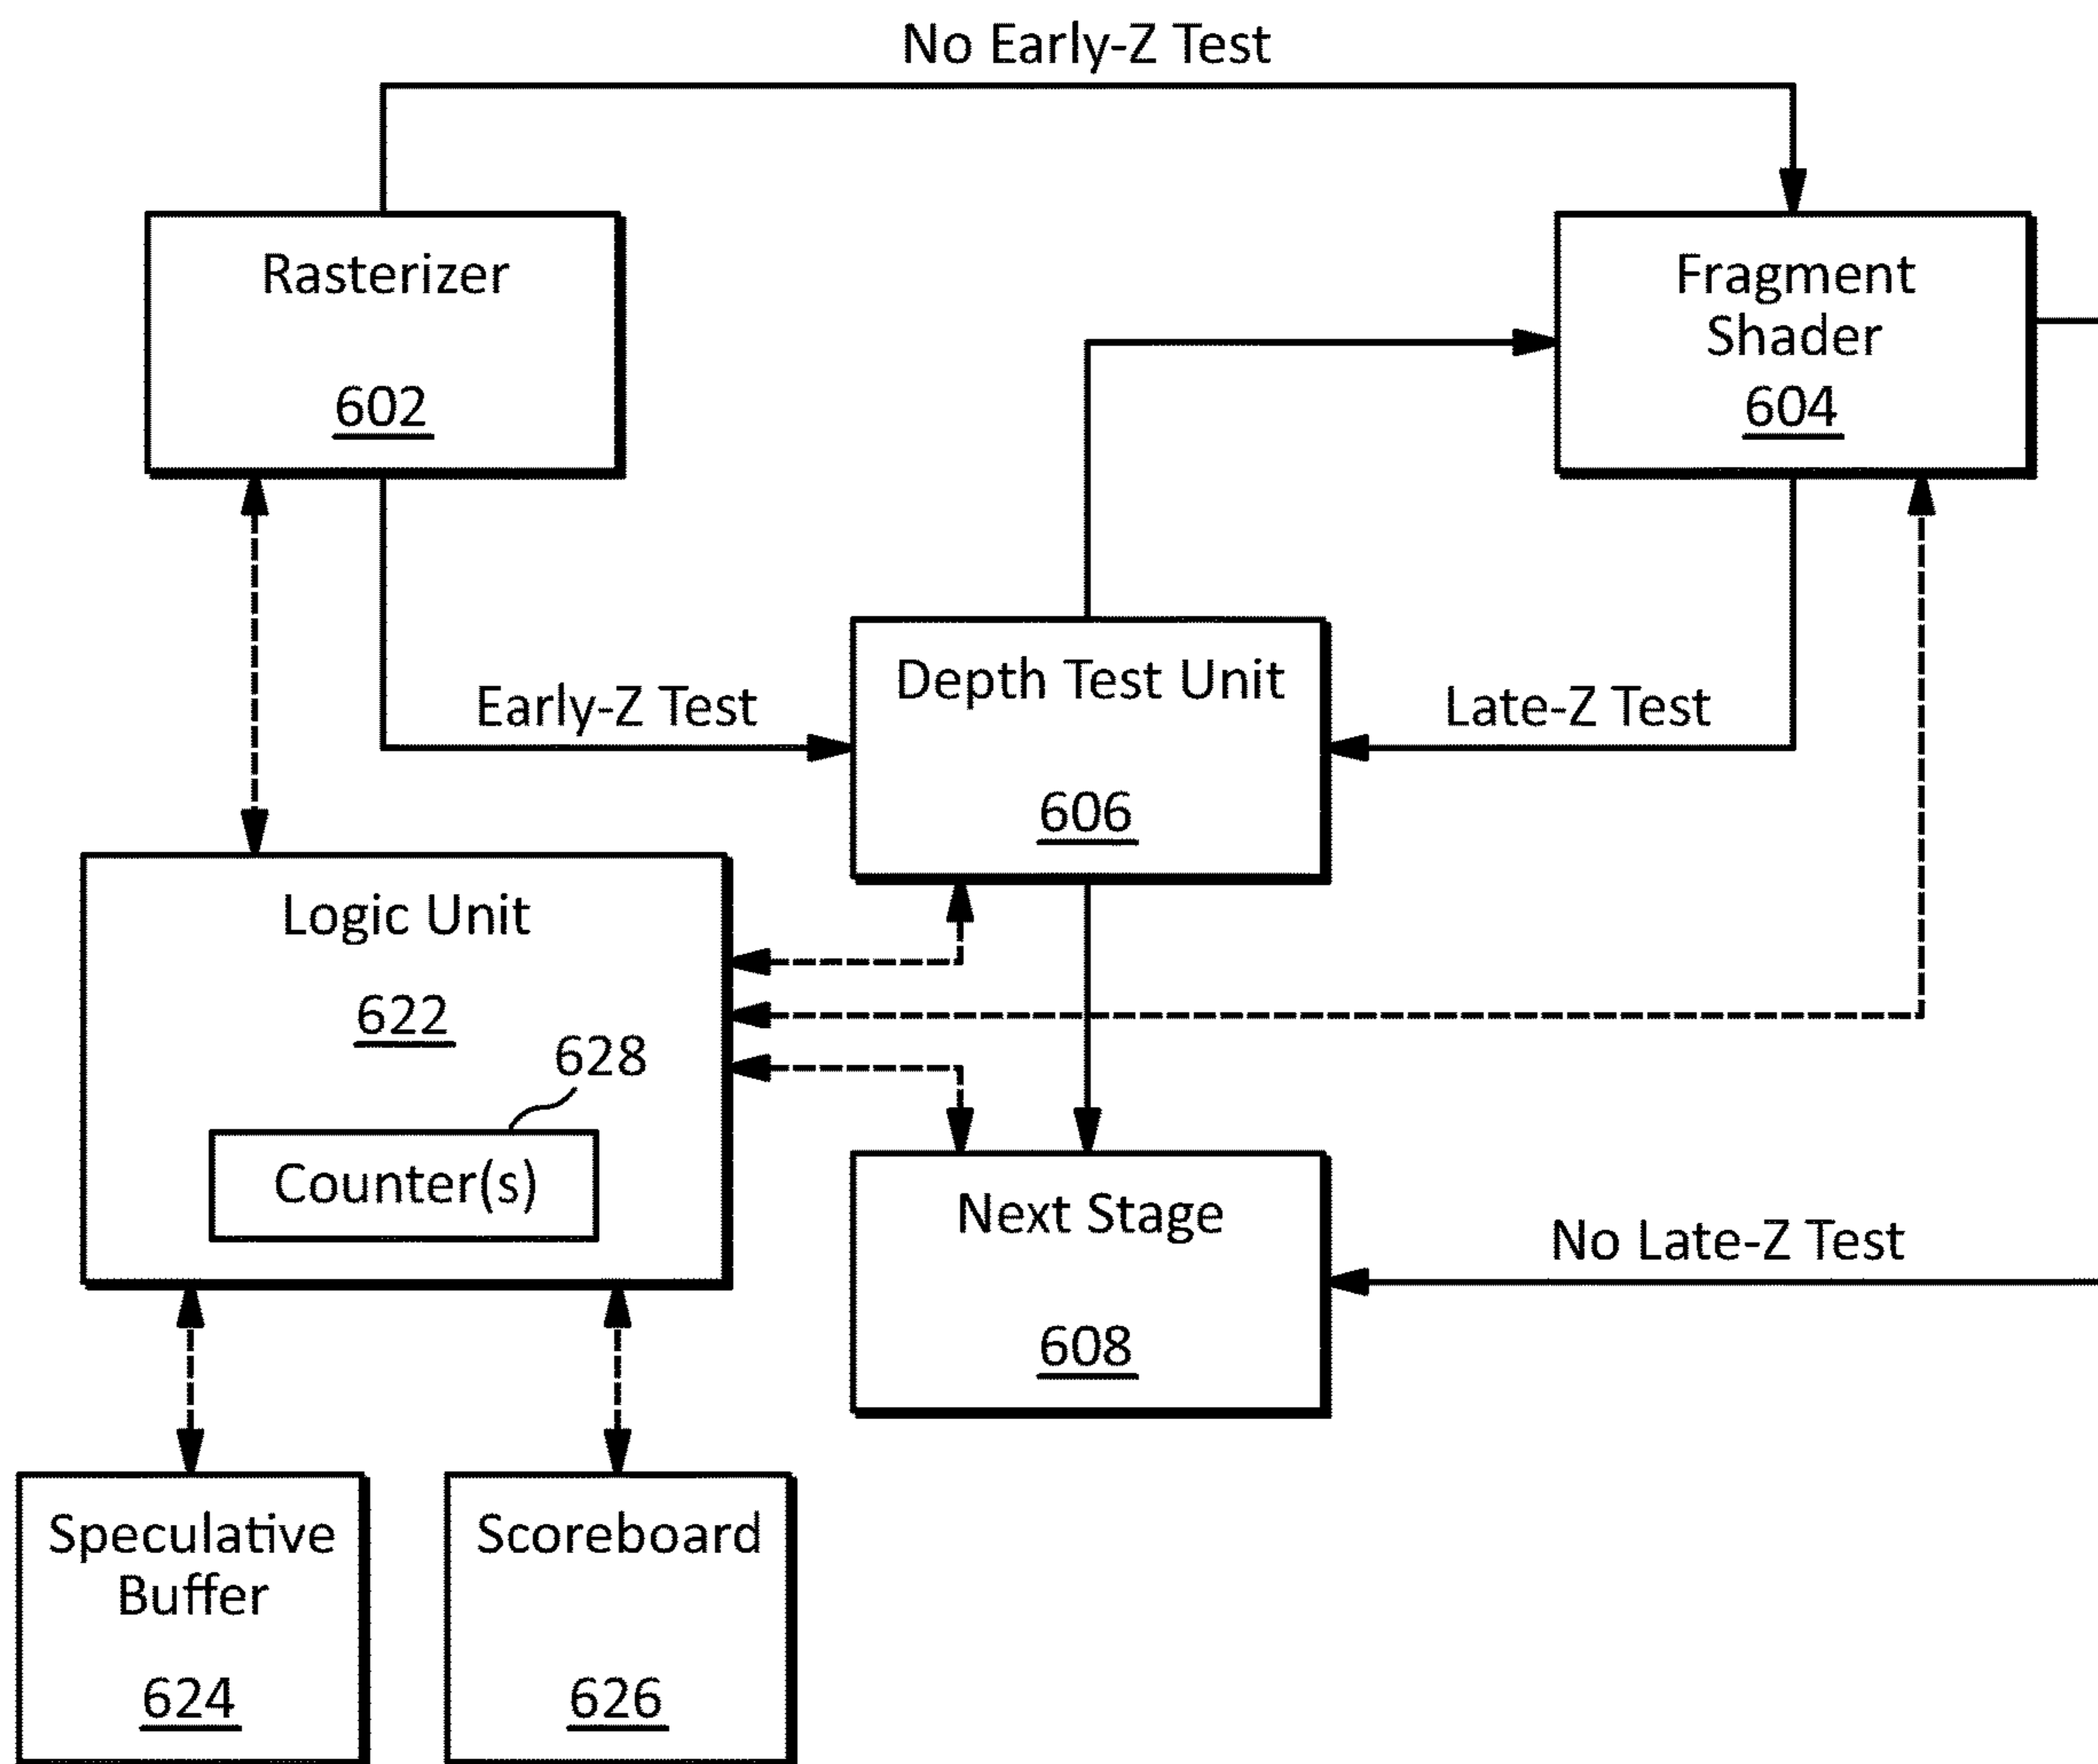 No Early-Z Test
Rasterizer
602
Fragment
Shader
604
Early-Z Test
Depth Test Unit
606
Late-Z Test
Logic Unit
622
628
Counter(s)
Next Stage
608
No Late-Z Test
Speculative
Buffer
624
Scoreboard
626